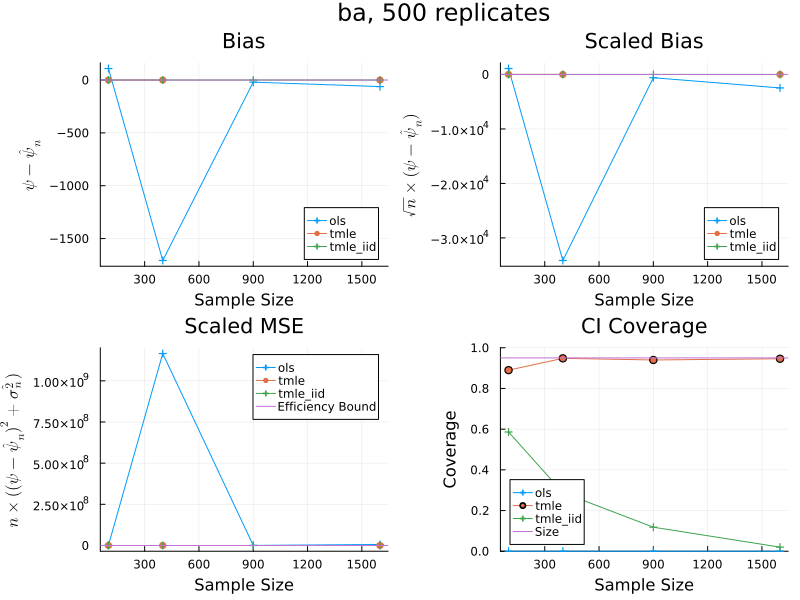 ba, 500 replicates
Bias
ψ − ψ̂ₙ
0
−500
−1000
−1500
300 600 900 1200 1500
Sample Size
ols
tmle
tmle_iid
Scaled Bias
√n × (ψ − ψ̂ₙ)
0
−1.0×10⁴
−2.0×10⁴
−3.0×10⁴
300 600 900 1200 1500
Sample Size
ols
tmle
tmle_iid
Scaled MSE
n × ((ψ − ψ̂ₙ)² + σ̂²ₙ)
1.00×10⁹
7.50×10⁸
5.00×10⁸
2.50×10⁸
0
300 600 900 1200 1500
Sample Size
ols
tmle
tmle_iid
Efficiency Bound
CI Coverage
Coverage
1.0
0.8
0.6
0.4
0.2
0.0
300 600 900 1200 1500
Sample Size
ols
tmle
tmle_iid
Size